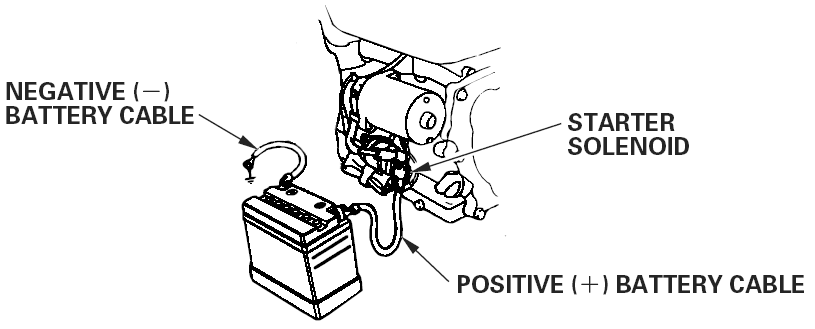 NEGATIVE (−)
BATTERY CABLE
STARTER
SOLENOID
POSITIVE (+) BATTERY CABLE